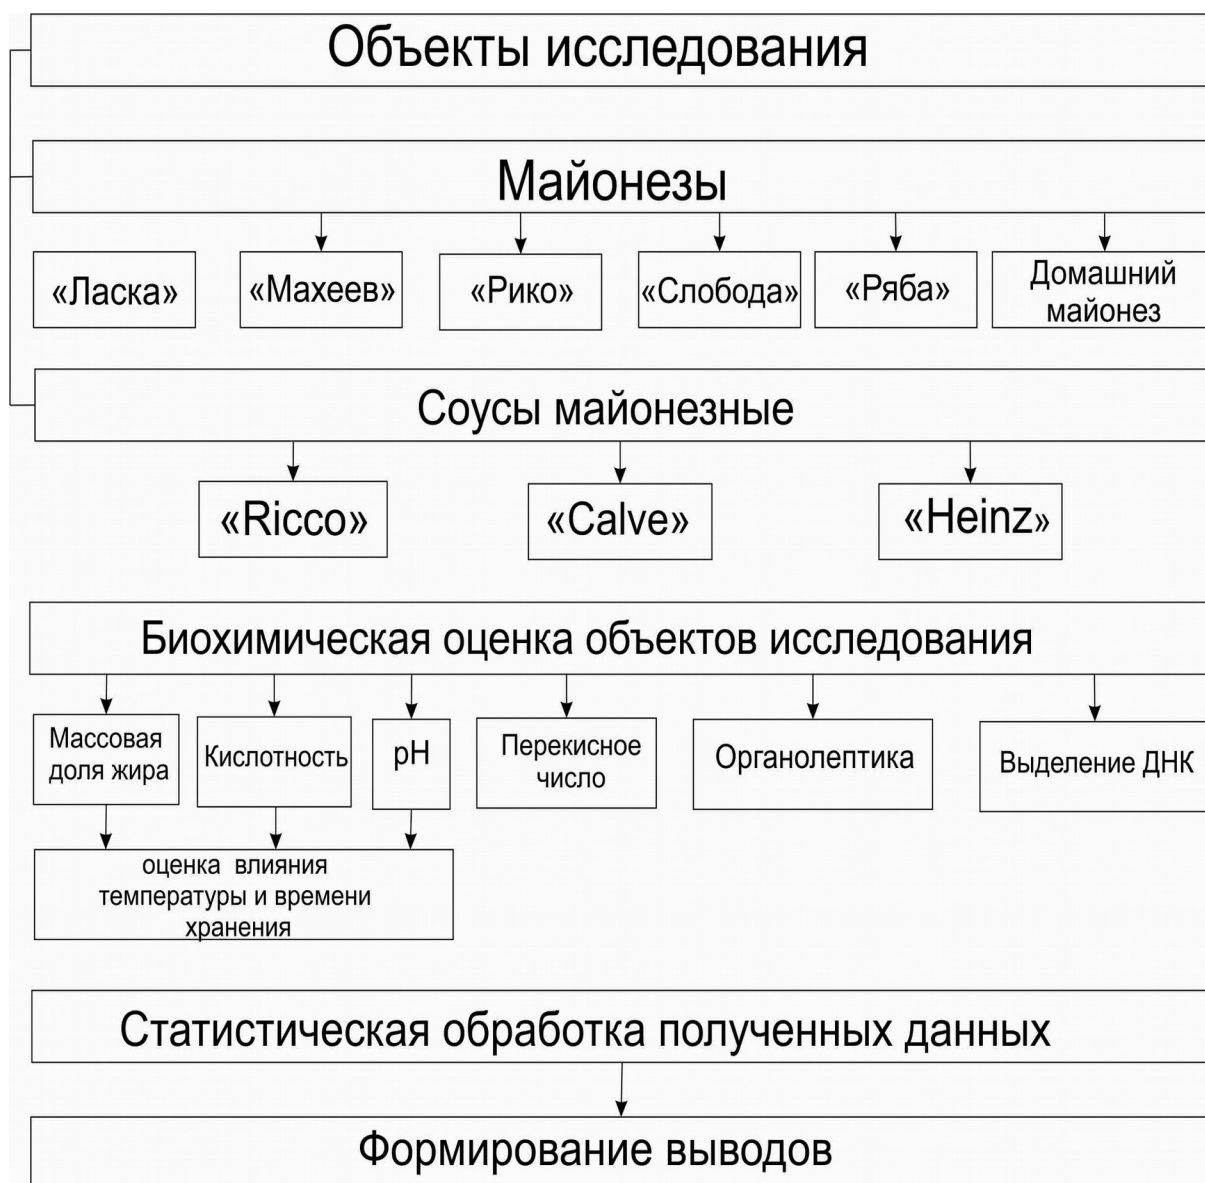 Объекты исследования
Майонезы
«Ласка»
«Махеев»
«Рико»
«Слобода»
«Ряба»
Домашний
майонез
Соусы майонезные
«Ricco»
«Calve»
«Heinz»
Биохимическая оценка объектов исследования
Массовая
доля жира
Кислотность
pH
Перекисное
число
Органолептика
Выделение ДНК
оценка влияния
температуры и времени
хранения
Статистическая обработка полученных данных
Формирование выводов